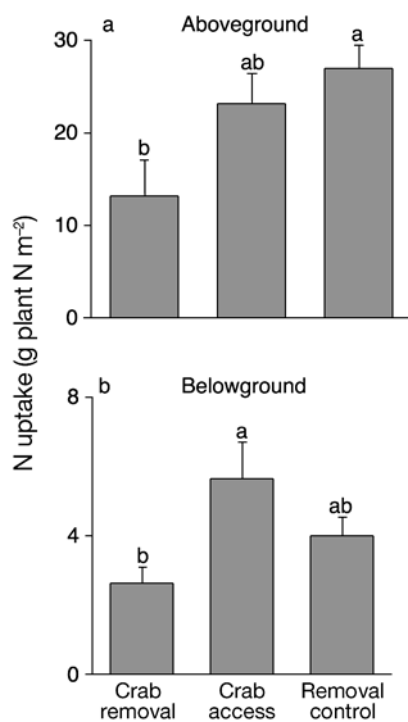 a Aboveground
30
20
10
0
b
ab
a
N uptake (g plant N m⁻²)
b Belowground
8
4
0
b
a
ab
Crab removal
Crab access
Removal control